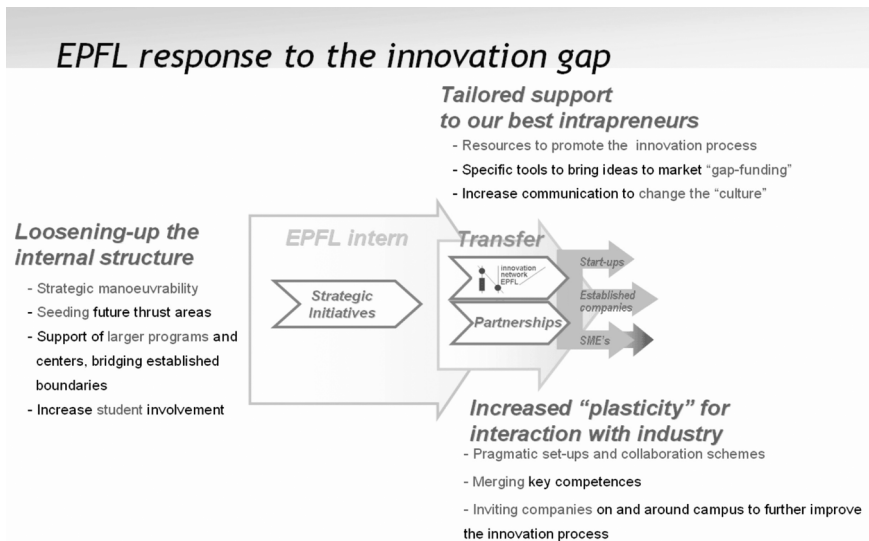 EPFL response to the innovation gap
Tailored support
to our best intrapreneurs
- Resources to promote the innovation process
- Specific tools to bring ideas to market “gap-funding”
- Increase communication to change the “culture”
Loosening-up the
internal structure
- Strategic manoeuvrability
- Seeding future thrust areas
- Support of larger programs and
centers, bridging established
boundaries
- Increase student involvement
EPFL intern
Strategic
Initiatives
Transfer
innovation
network
EPFL
Partnerships
Start-ups
Established
companies
SME's
Increased “plasticity” for
interaction with industry
- Pragmatic set-ups and collaboration schemes
- Merging key competences
- Inviting companies on and around campus to further improve
the innovation process